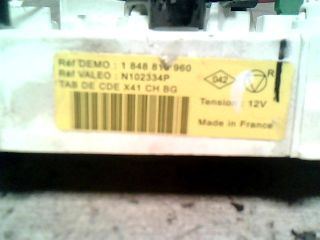 Réf DEMO : 1 848 960
Réf VALEO : N102334P
TAB DE CDE X41 CH BG
042
R
Tension : 12V
Made in France